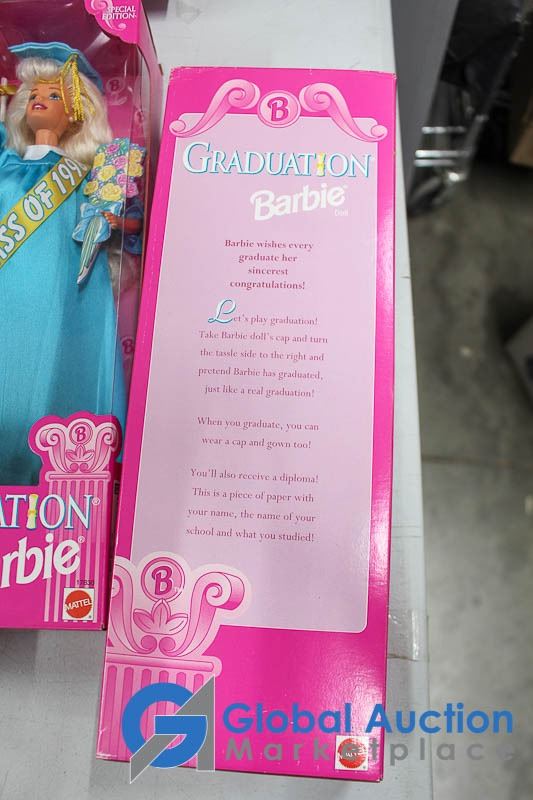 SPECIAL
EDITION
ASS OF 199
ATION®
rbie®
17830
MATTEL
B
B
GRADUATION
Barbie®
Doll
Barbie wishes every
graduate her
sincerest
congratulations!
Let's play graduation!
Take Barbie doll's cap and turn
the tassle side to the right and
pretend Barbie has graduated,
just like a real graduation!
When you graduate, you can
wear a cap and gown too!
You'll also receive a diploma!
This is a piece of paper with
your name, the name of your
school and what you studied!
B
Global Auction
Marketplace